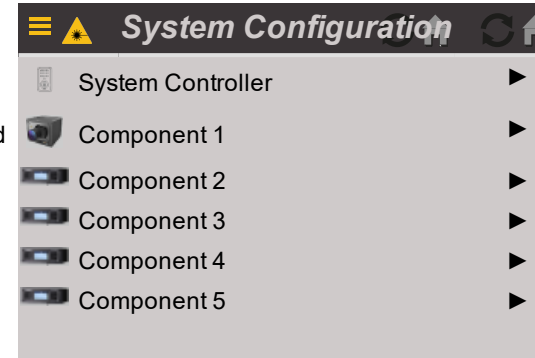 System Configuration
System Controller
Component 1
Component 2
Component 3
Component 4
Component 5